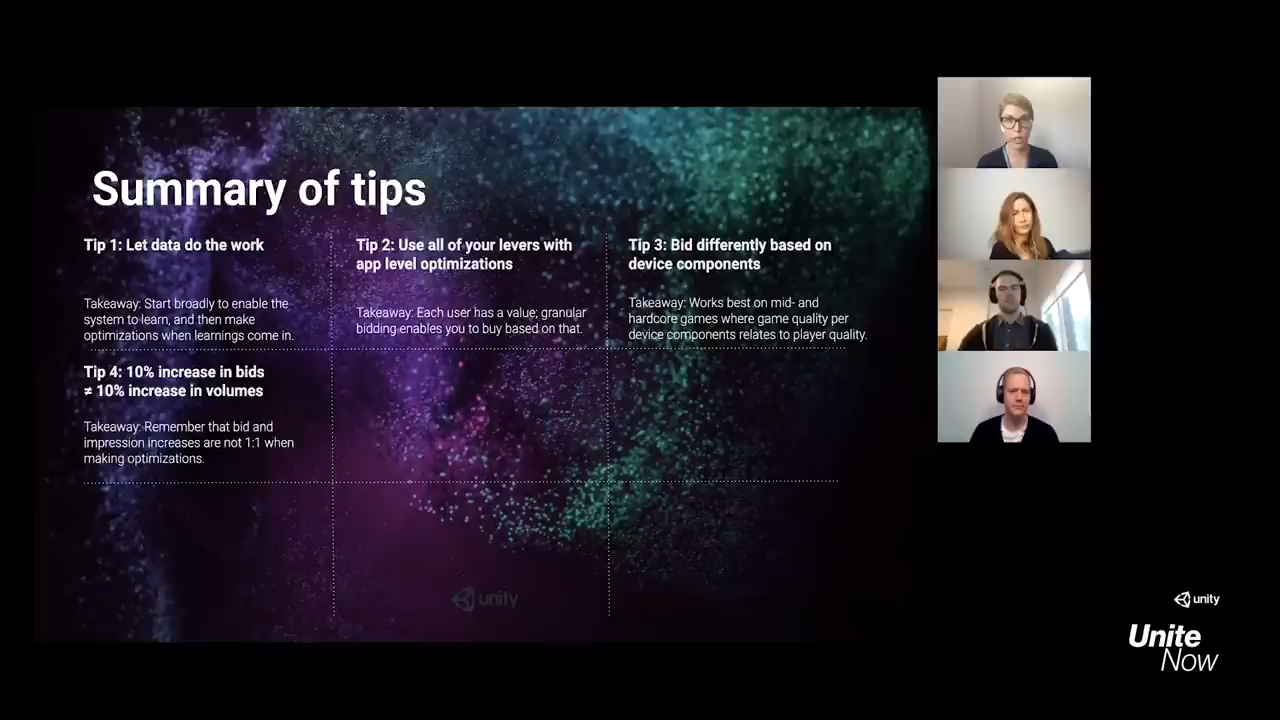 Summary of tips
Tip 1: Let data do the work
Takeaway: Start broadly to enable the
system to learn, and then make
optimizations when learnings come in.
Tip 2: Use all of your levers with
app level optimizations
Takeaway: Each user has a value; granular
bidding enables you to buy based on that.
Tip 3: Bid differently based on
device components
Takeaway: Works best on mid- and
hardcore games where game quality per
device components relates to player quality.
Tip 4: 10% increase in bids
≠ 10% increase in volumes
Takeaway: Remember that bid and
impression increases are not 1:1 when
making optimizations.
unity
unity
Unite
Now